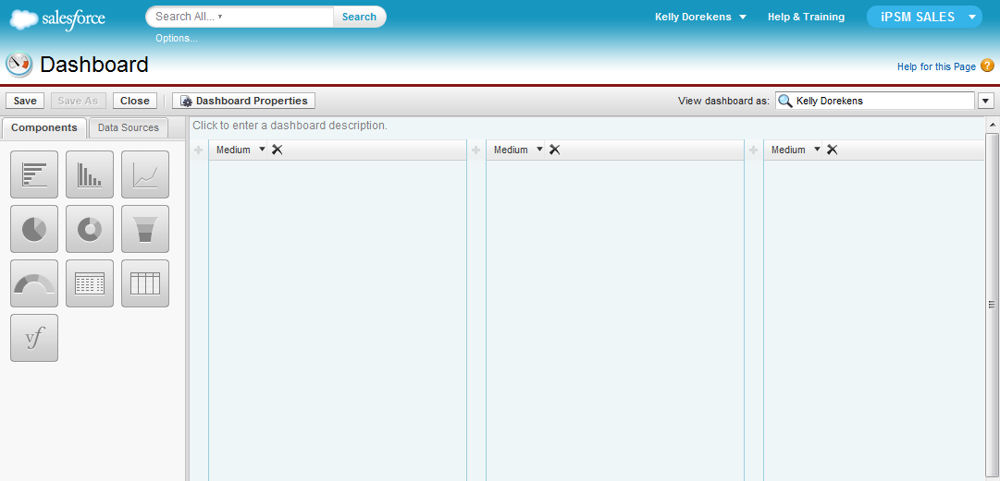 salesforce
Search All...
Search
Options...
Kelly Dorekens
Help & Training
iPSM SALES
Dashboard
Help for this Page ?
Save
Save As
Close
Dashboard Properties
View dashboard as:
Kelly Dorekens
Components
Data Sources
Click to enter a dashboard description.
Medium
Medium
Medium
vf